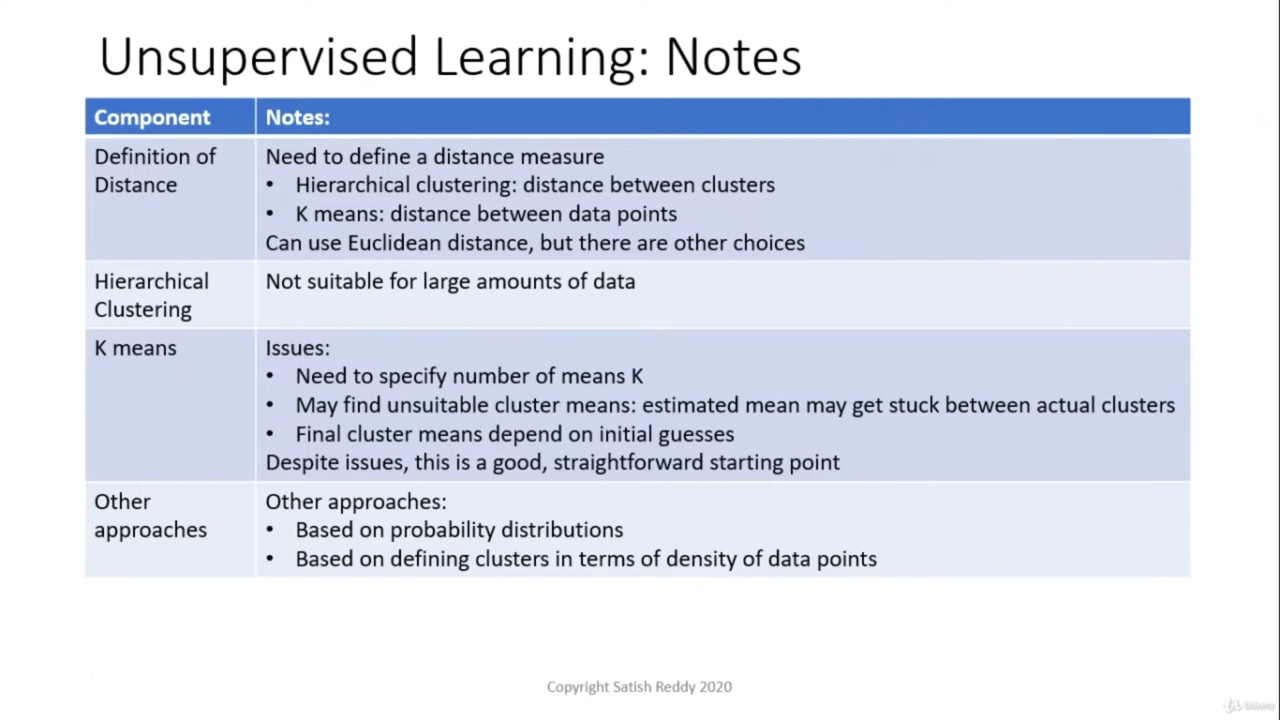 Unsupervised Learning: Notes
Component
Notes:
Definition of
Distance
Need to define a distance measure
• Hierarchical clustering: distance between clusters
• K means: distance between data points
Can use Euclidean distance, but there are other choices
Hierarchical
Clustering
Not suitable for large amounts of data
K means
Issues:
• Need to specify number of means K
• May find unsuitable cluster means: estimated mean may get stuck between actual clusters
• Final cluster means depend on initial guesses
Despite issues, this is a good, straightforward starting point
Other
approaches
Other approaches:
• Based on probability distributions
• Based on defining clusters in terms of density of data points
Copyright Satish Reddy 2020
Udemy